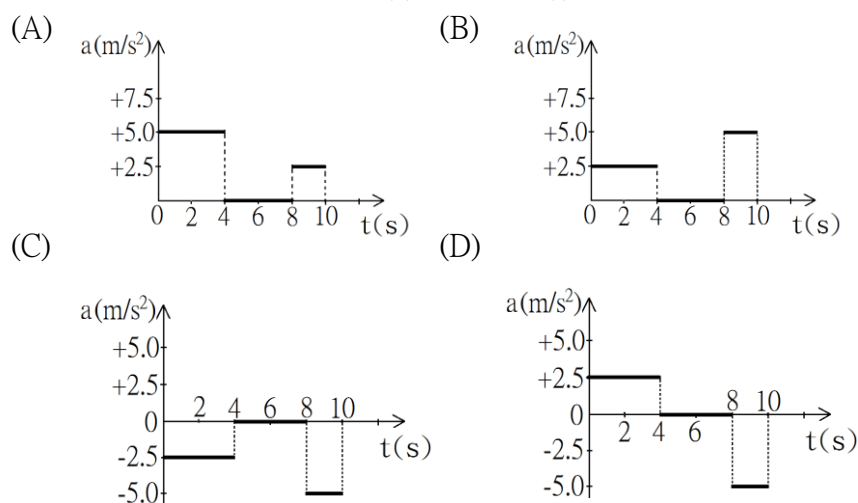 (A)
a(m/s²)
+7.5
+5.0
+2.5
0 2 4 6 8 10
t(s)
(B)
a(m/s²)
+7.5
+5.0
+2.5
0 2 4 6 8 10
t(s)
(C)
a(m/s²)
+5.0
+2.5
2 4 6 8 10
0
t(s)
-2.5
-5.0
(D)
a(m/s²)
+5.0
+2.5
8 10
0
2 4 6
t(s)
-2.5
-5.0